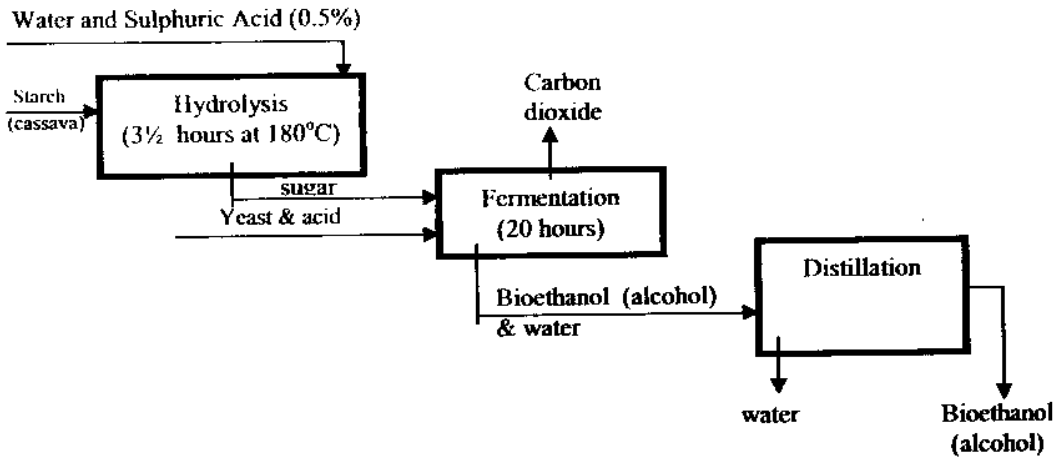 Water and Sulphuric Acid (0.5%)
Starch
(cassava)
Hydrolysis
(3½ hours at 180°C)
Carbon
dioxide
sugar
Yeast & acid
Fermentation
(20 hours)
Bioethanol (alcohol)
& water
Distillation
water
Bioethanol
(alcohol)